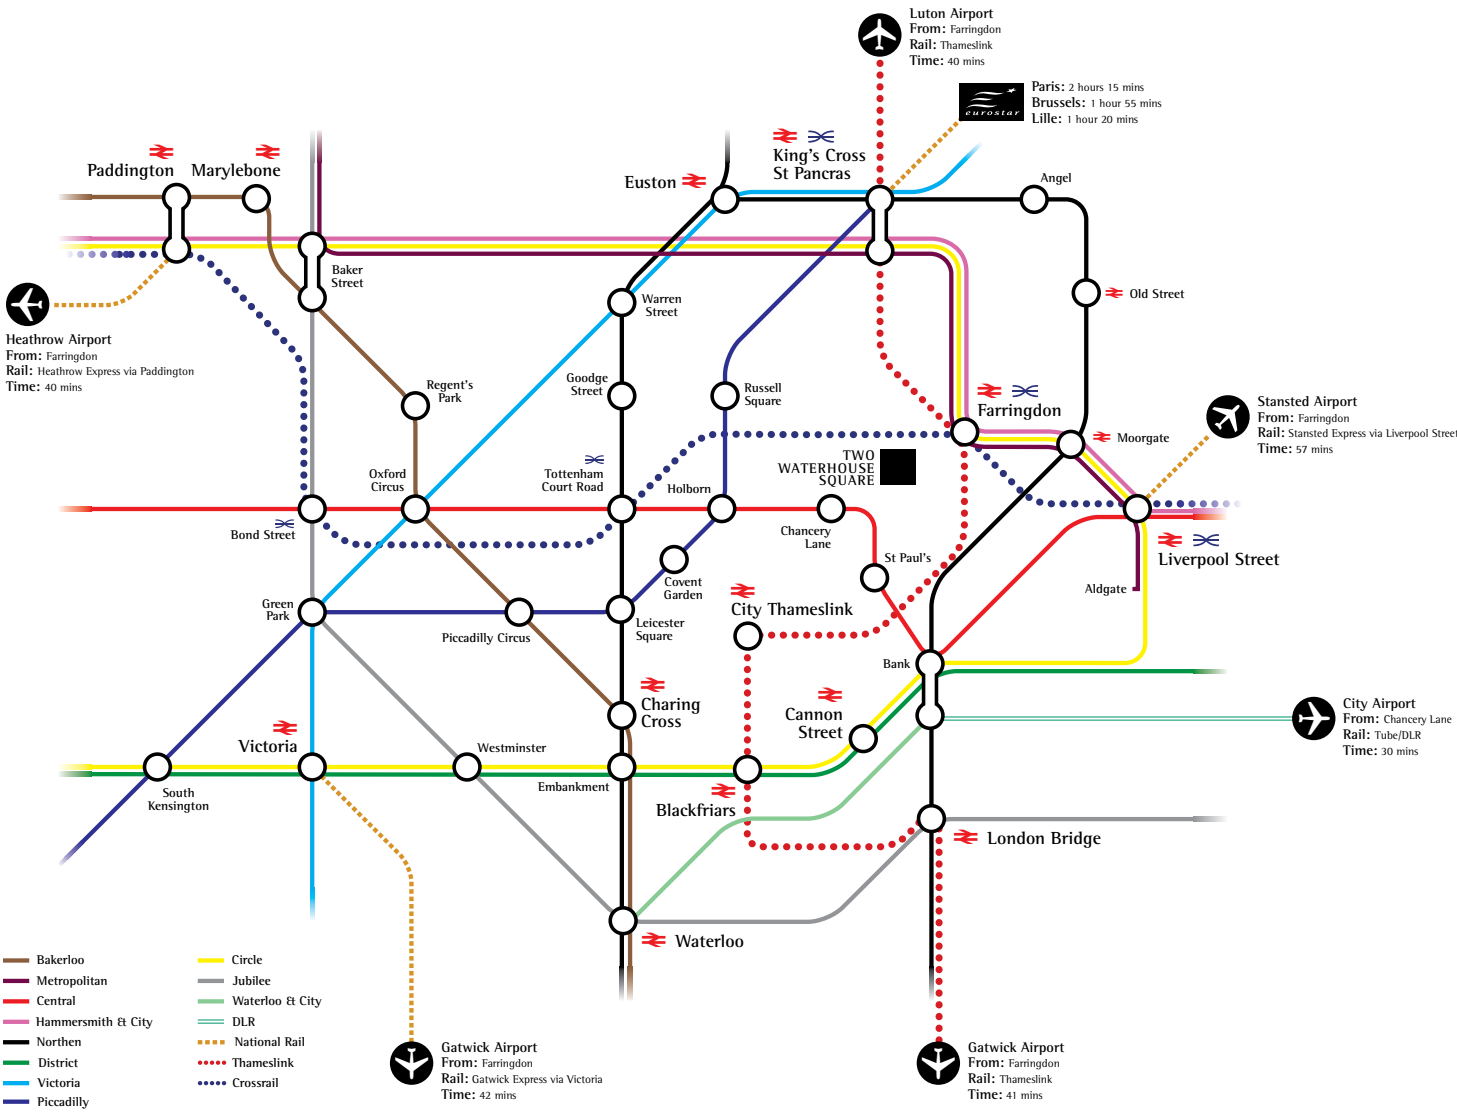 Luton Airport
From: Farringdon
Rail: Thameslink
Time: 40 mins
eurostar
Paris: 2 hours 15 mins
Brussels: 1 hour 55 mins
Lille: 1 hour 20 mins
Paddington
Marylebone
Euston
King's Cross
St Pancras
Angel
Baker
Street
Warren
Street
Old Street
Heathrow Airport
From: Farringdon
Rail: Heathrow Express via Paddington
Time: 40 mins
Regent's
Park
Goodge
Street
Russell
Square
Farringdon
Moorgate
Stansted Airport
From: Farringdon
Rail: Stansted Express via Liverpool Street
Time: 57 mins
TWO
WATERHOUSE
SQUARE
Oxford
Circus
Tottenham
Court Road
Holborn
Bond Street
Chancery
Lane
St Paul's
Liverpool Street
Covent
Garden
Aldgate
Green
Park
Piccadilly Circus
Leicester
Square
City Thameslink
Bank
Charing
Cross
Cannon
Street
City Airport
From: Chancery Lane
Rail: Tube/DLR
Time: 30 mins
Victoria
Westminster
South
Kensington
Embankment
Blackfriars
London Bridge
Waterloo
Bakerloo
Metropolitan
Central
Hammersmith & City
Northen
District
Victoria
Piccadilly
Circle
Jubilee
Waterloo & City
DLR
National Rail
Thameslink
Crossrail
Gatwick Airport
From: Farringdon
Rail: Gatwick Express via Victoria
Time: 42 mins
Gatwick Airport
From: Farringdon
Rail: Thameslink
Time: 41 mins